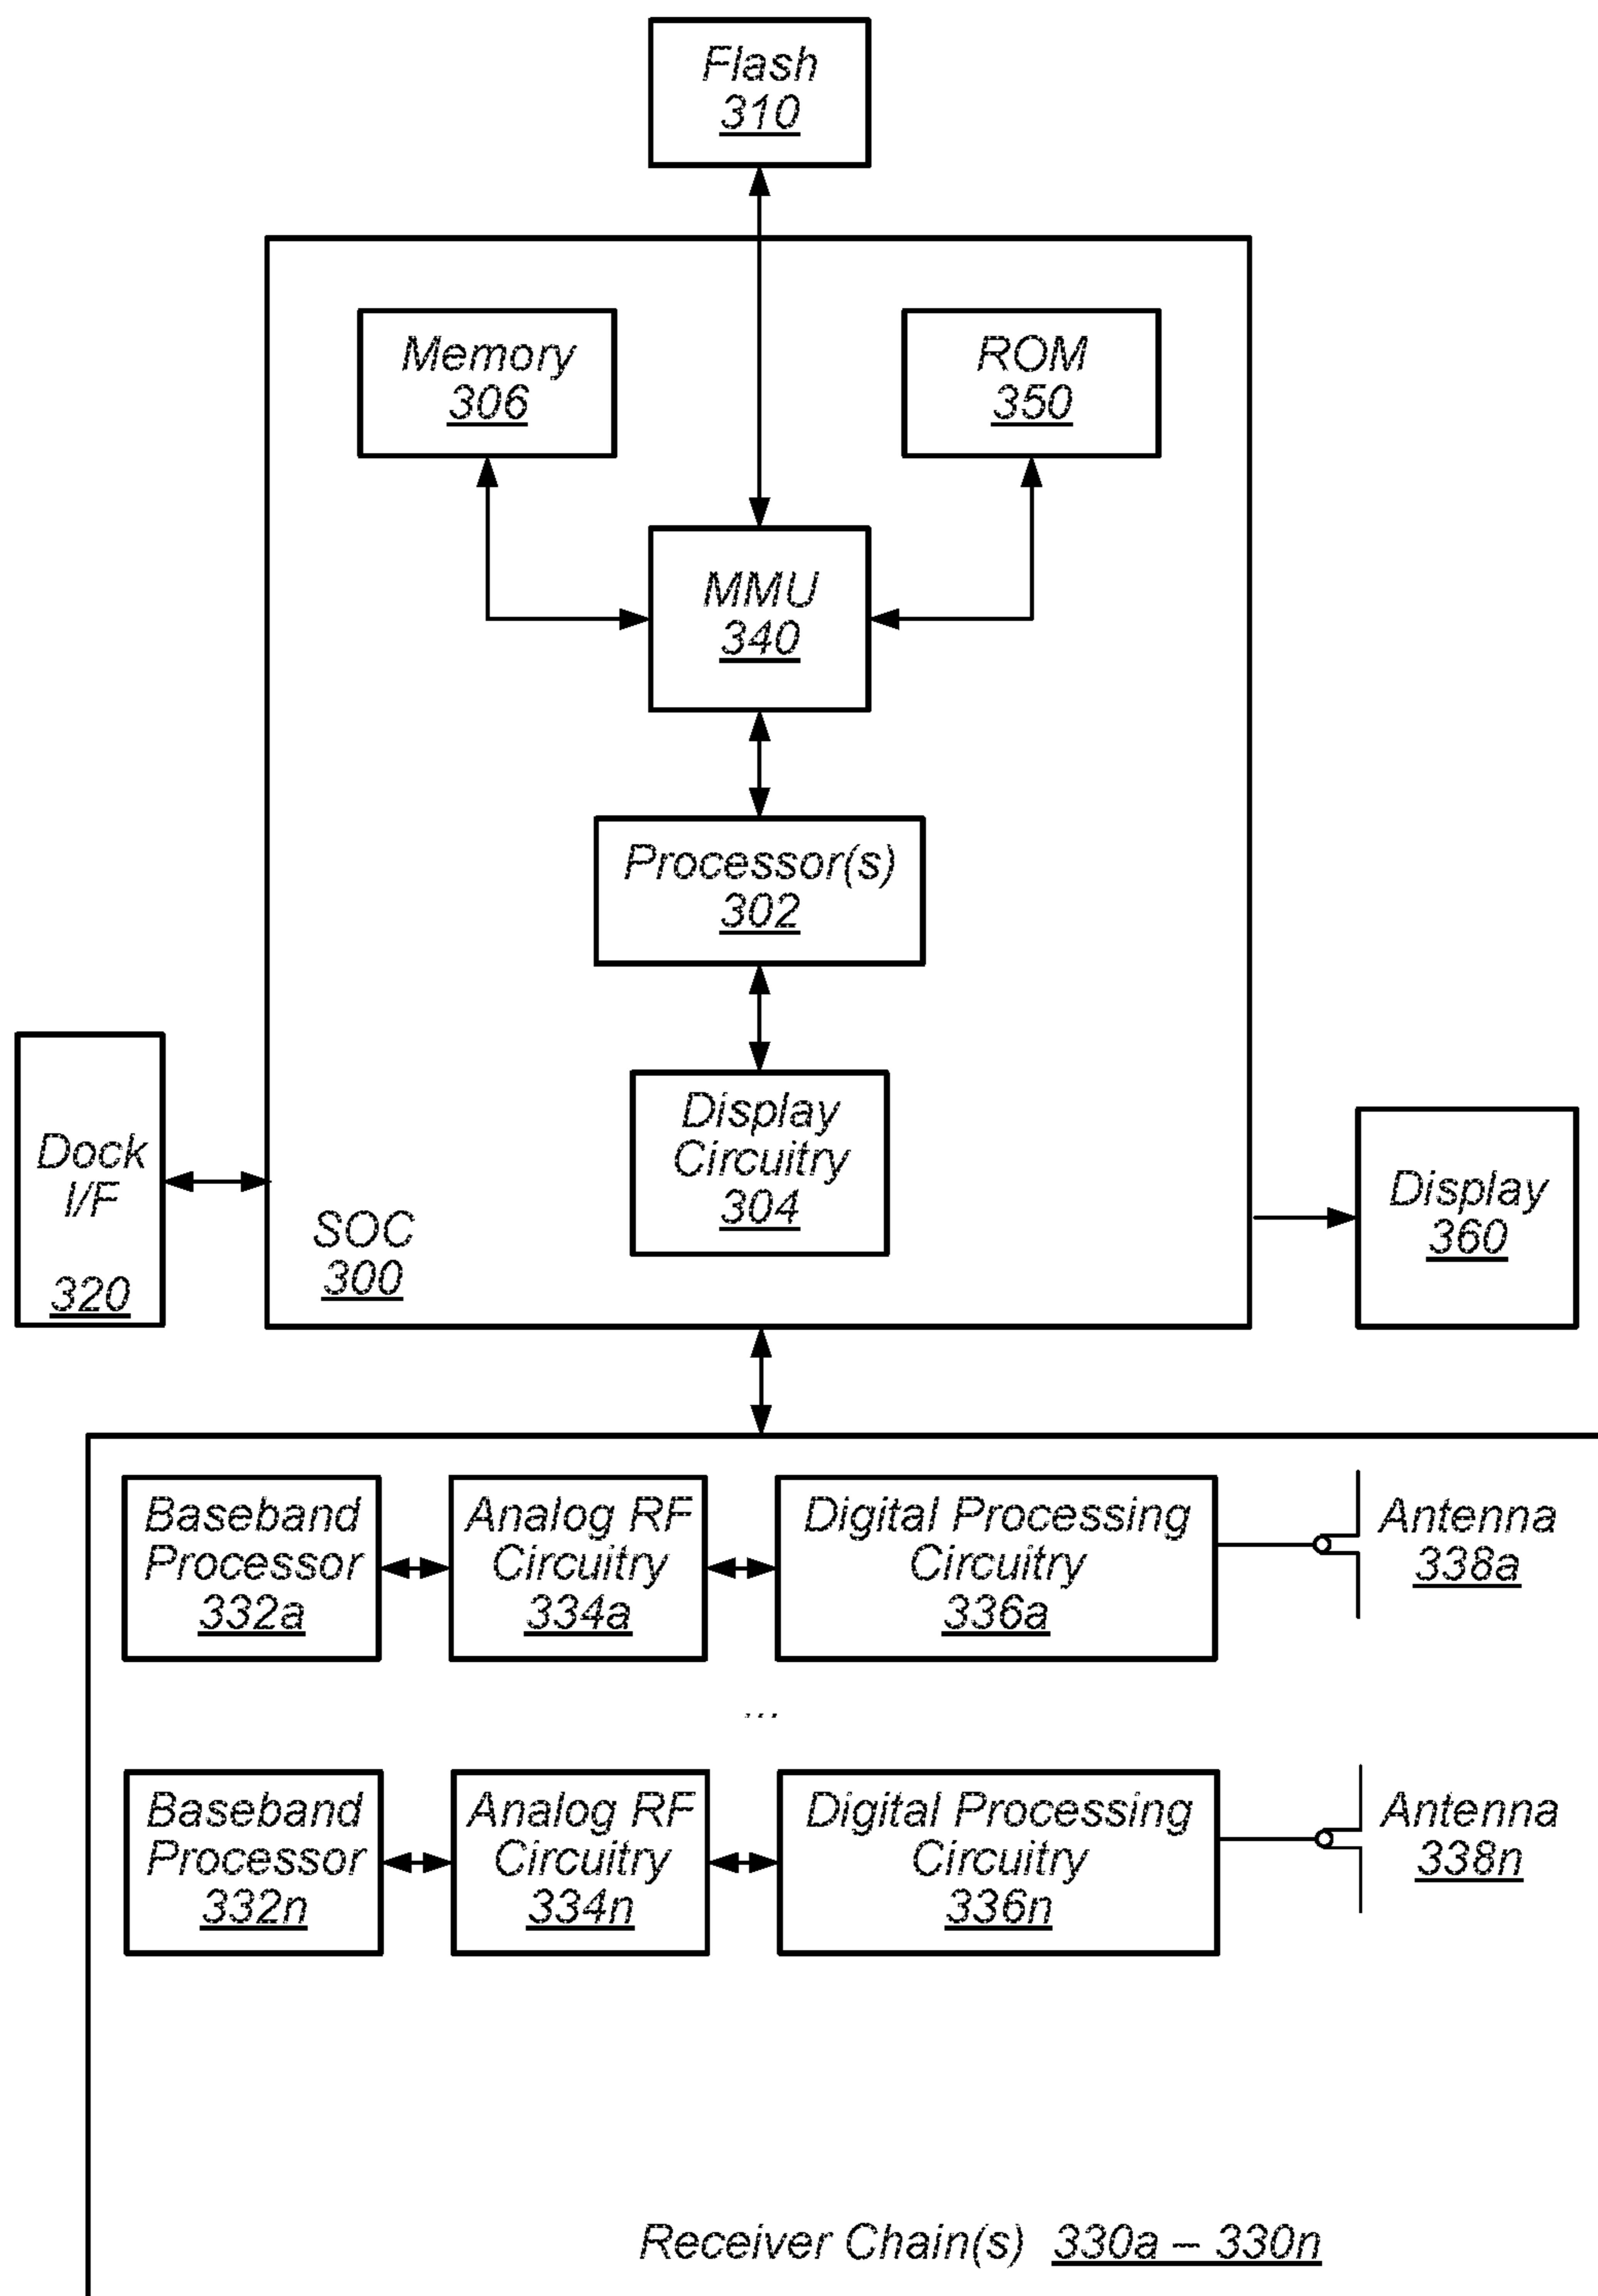 Flash
310
Memory
306
ROM
350
MMU
340
Processor(s)
302
Display
Circuitry
304
Dock
I/F
320
SOC
300
Display
360
Baseband
Processor
332a
Analog RF
Circuitry
334a
Digital Processing
Circuitry
336a
Antenna
338a
...
Baseband
Processor
332n
Analog RF
Circuitry
334n
Digital Processing
Circuitry
336n
Antenna
338n
Receiver Chain(s) 330a – 330n